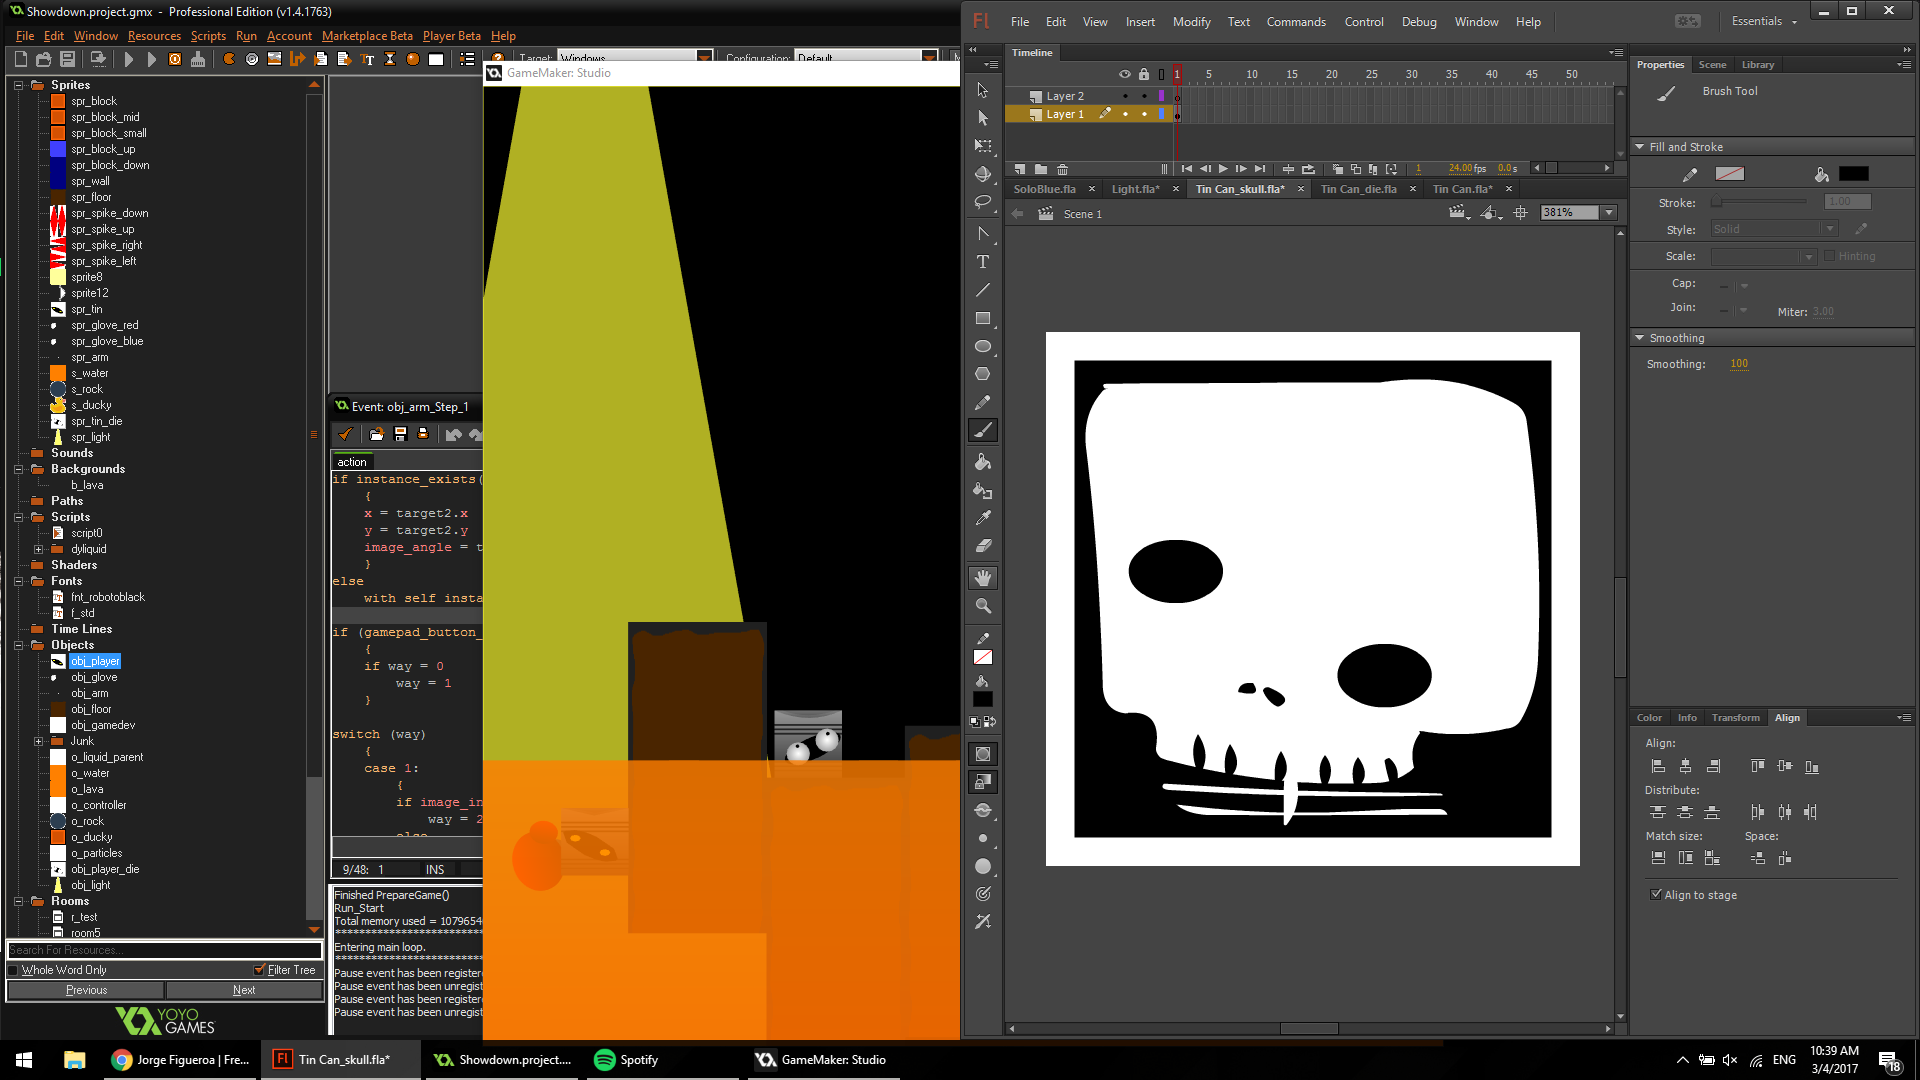 Showdown.project.gmx - Professional Edition (v1.4.1763)
File Edit Window Resources Scripts Run Account Marketplace Beta Player Beta Help
Target: Windows Configuration: Default
Sprites
spr_block
spr_block_mid
spr_block_small
spr_block_up
spr_block_down
spr_wall
spr_floor
spr_spike_down
spr_spike_up
spr_spike_right
spr_spike_left
sprite8
sprite12
spr_tin
spr_glove_red
spr_glove_blue
spr_arm
s_water
s_rock
s_ducky
spr_tin_die
spr_light
Sounds
Backgrounds
b_lava
Paths
Scripts
script0
dyliquid
Shaders
Fonts
fnt_robotoblack
f_std
Time Lines
Objects
obj_player
obj_glove
obj_arm
obj_floor
obj_gamedev
Junk
o_liquid_parent
o_water
o_lava
o_controller
o_rock
o_ducky
o_particles
obj_player_die
obj_light
Rooms
r_test
room5
Search For Resources...
Whole Word Only Filter Tree
Previous Next
YOYO
GAMES
Event: obj_arm_Step_1
action
if instance_exists(
{
x = target2.x
y = target2.y
image_angle = t
}
else
with self insta
if (gamepad_button_
{
if way = 0
way = 1
}
switch (way)
{
case 1:
{
if image_in
way = 2
else
9/48: 1 INS
Finished PrepareGame()
Run_Start
Total memory used = 1079654
***********************
Entering main loop.
***********************
Pause event has been register
Pause event has been unregist
Pause event has been register
Pause event has been unregist
GameMaker: Studio
Fl File Edit View Insert Modify Text Commands Control Debug Window Help Essentials
Timeline
1 5 10 15 20 25 30 35 40 45 50
Layer 2
Layer 1
1 24.00 fps 0.0 s
SoloBlue.fla Light.fla* Tin Can_skull.fla* Tin Can_die.fla Tin Can.fla*
Scene 1 381%
Properties Scene Library
Brush Tool
Fill and Stroke
Stroke: 1.00
Style: Solid
Scale: Hinting
Cap:
Join: Miter: 3.00
Smoothing
Smoothing: 100
Color Info Transform Align
Align:
Distribute:
Match size: Space:
Align to stage
Jorge Figueroa | Fre...
Fl Tin Can_skull.fla*
Showdown.project....
Spotify
GameMaker: Studio
ENG
10:39 AM
3/4/2017
18